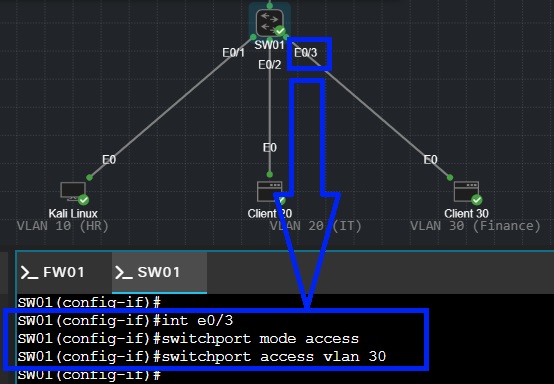 SW01
E0/1
E0/3
E0/2
E0
E0
E0
Kali Linux
Client 20
Client 30
VLAN 10 (HR)
VLAN 20 (IT)
VLAN 30 (Finance)
>_ FW01
>_ SW01
SW01(config-if)#
SW01(config-if)#int e0/3
SW01(config-if)#switchport mode access
SW01(config-if)#switchport access vlan 30
SW01(config-if)#